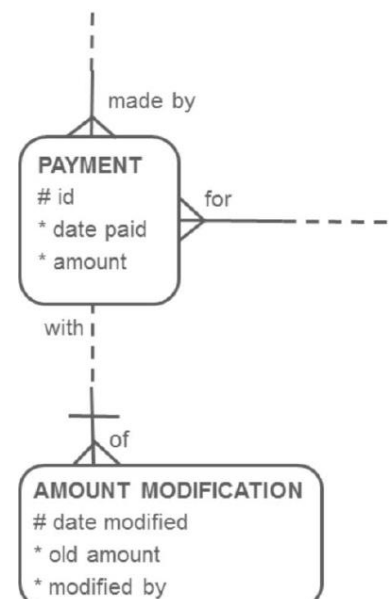 made by
PAYMENT
# id
* date paid
* amount
for
with
of
AMOUNT MODIFICATION
# date modified
* old amount
* modified by